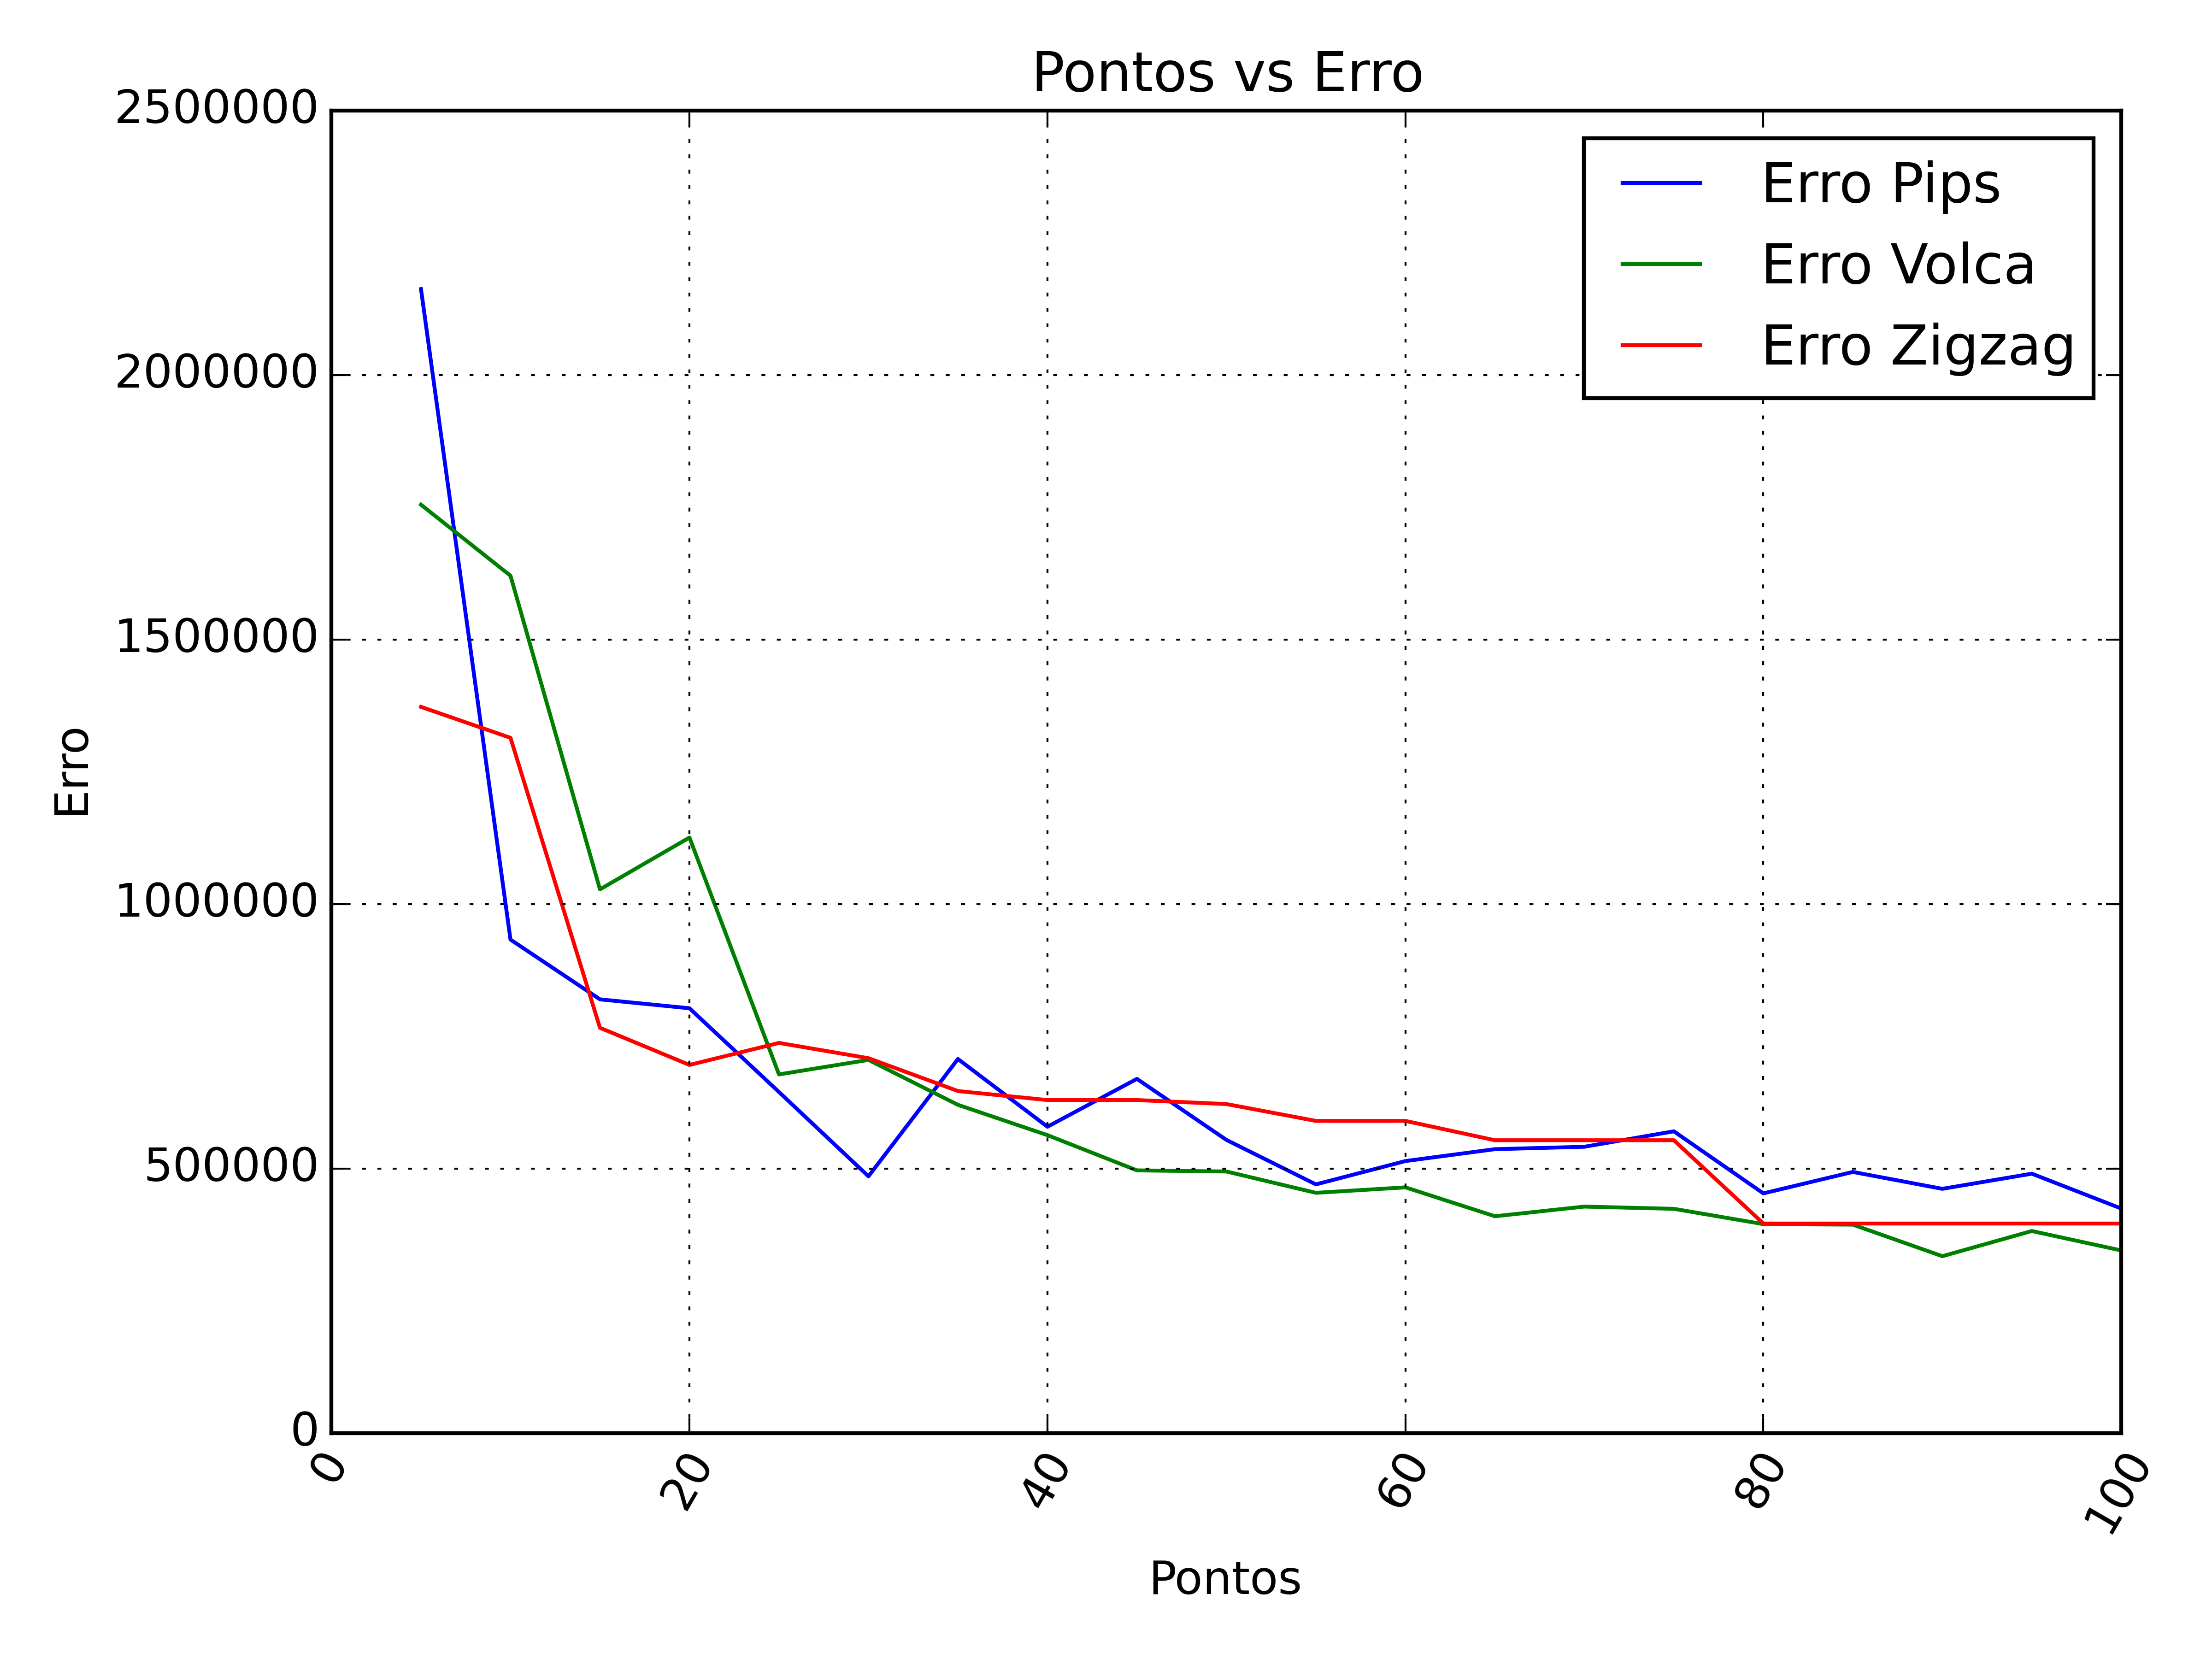 Pontos vs Erro
2500000
2000000
1500000
1000000
500000
0
Erro
Erro Pips
Erro Volca
Erro Zigzag
0
20
40
60
80
100
Pontos